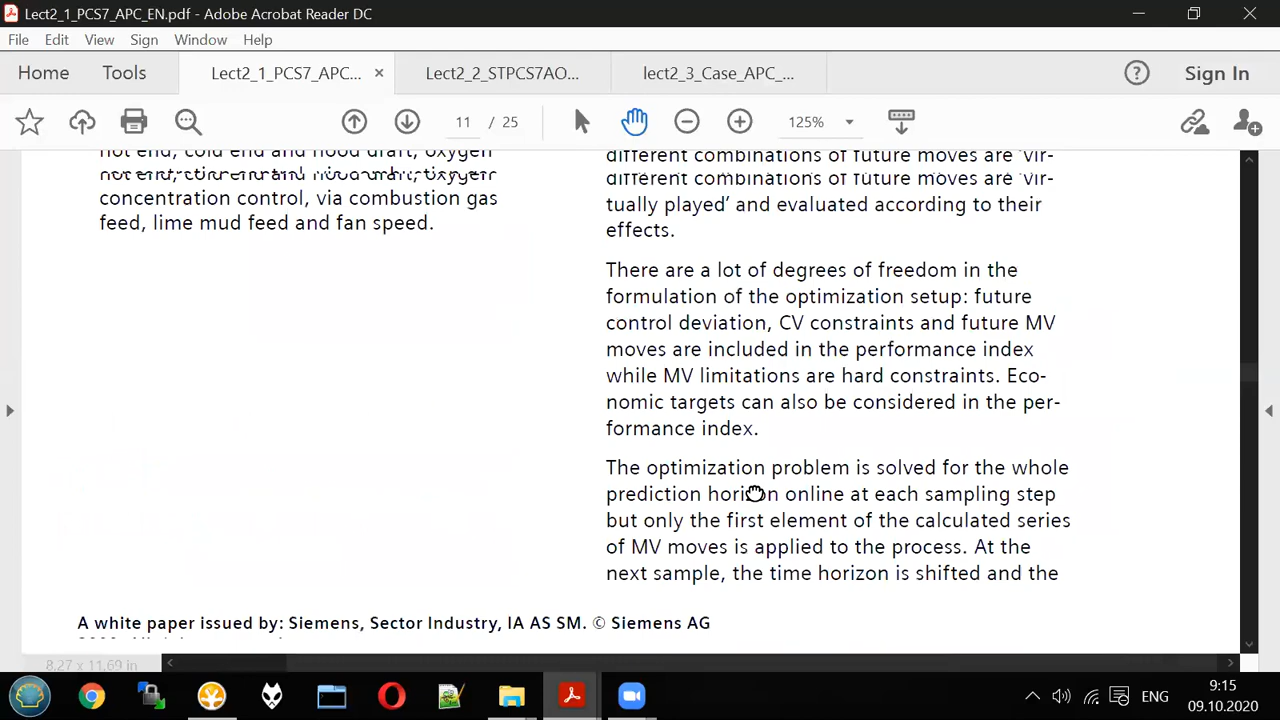 Lect2_1_PCS7_APC_EN.pdf - Adobe Acrobat Reader DC
File Edit View Sign Window Help
Home Tools Lect2_1_PCS7_APC... × Lect2_2_STPCS7AO... lect2_3_Case_APC_... Sign In
11 / 25 125%
hot end, cold end and hood draft, oxygen
concentration control, via combustion gas
feed, lime mud feed and fan speed.
different combinations of future moves are 'vir-
different combinations of future moves are 'vir-
tually played' and evaluated according to their
effects.
There are a lot of degrees of freedom in the
formulation of the optimization setup: future
control deviation, CV constraints and future MV
moves are included in the performance index
while MV limitations are hard constraints. Eco-
nomic targets can also be considered in the per-
formance index.
The optimization problem is solved for the whole
prediction horizon online at each sampling step
but only the first element of the calculated series
of MV moves is applied to the process. At the
next sample, the time horizon is shifted and the
A white paper issued by: Siemens, Sector Industry, IA AS SM. © Siemens AG
8,27 x 11,69 in
ENG
9:15
09.10.2020